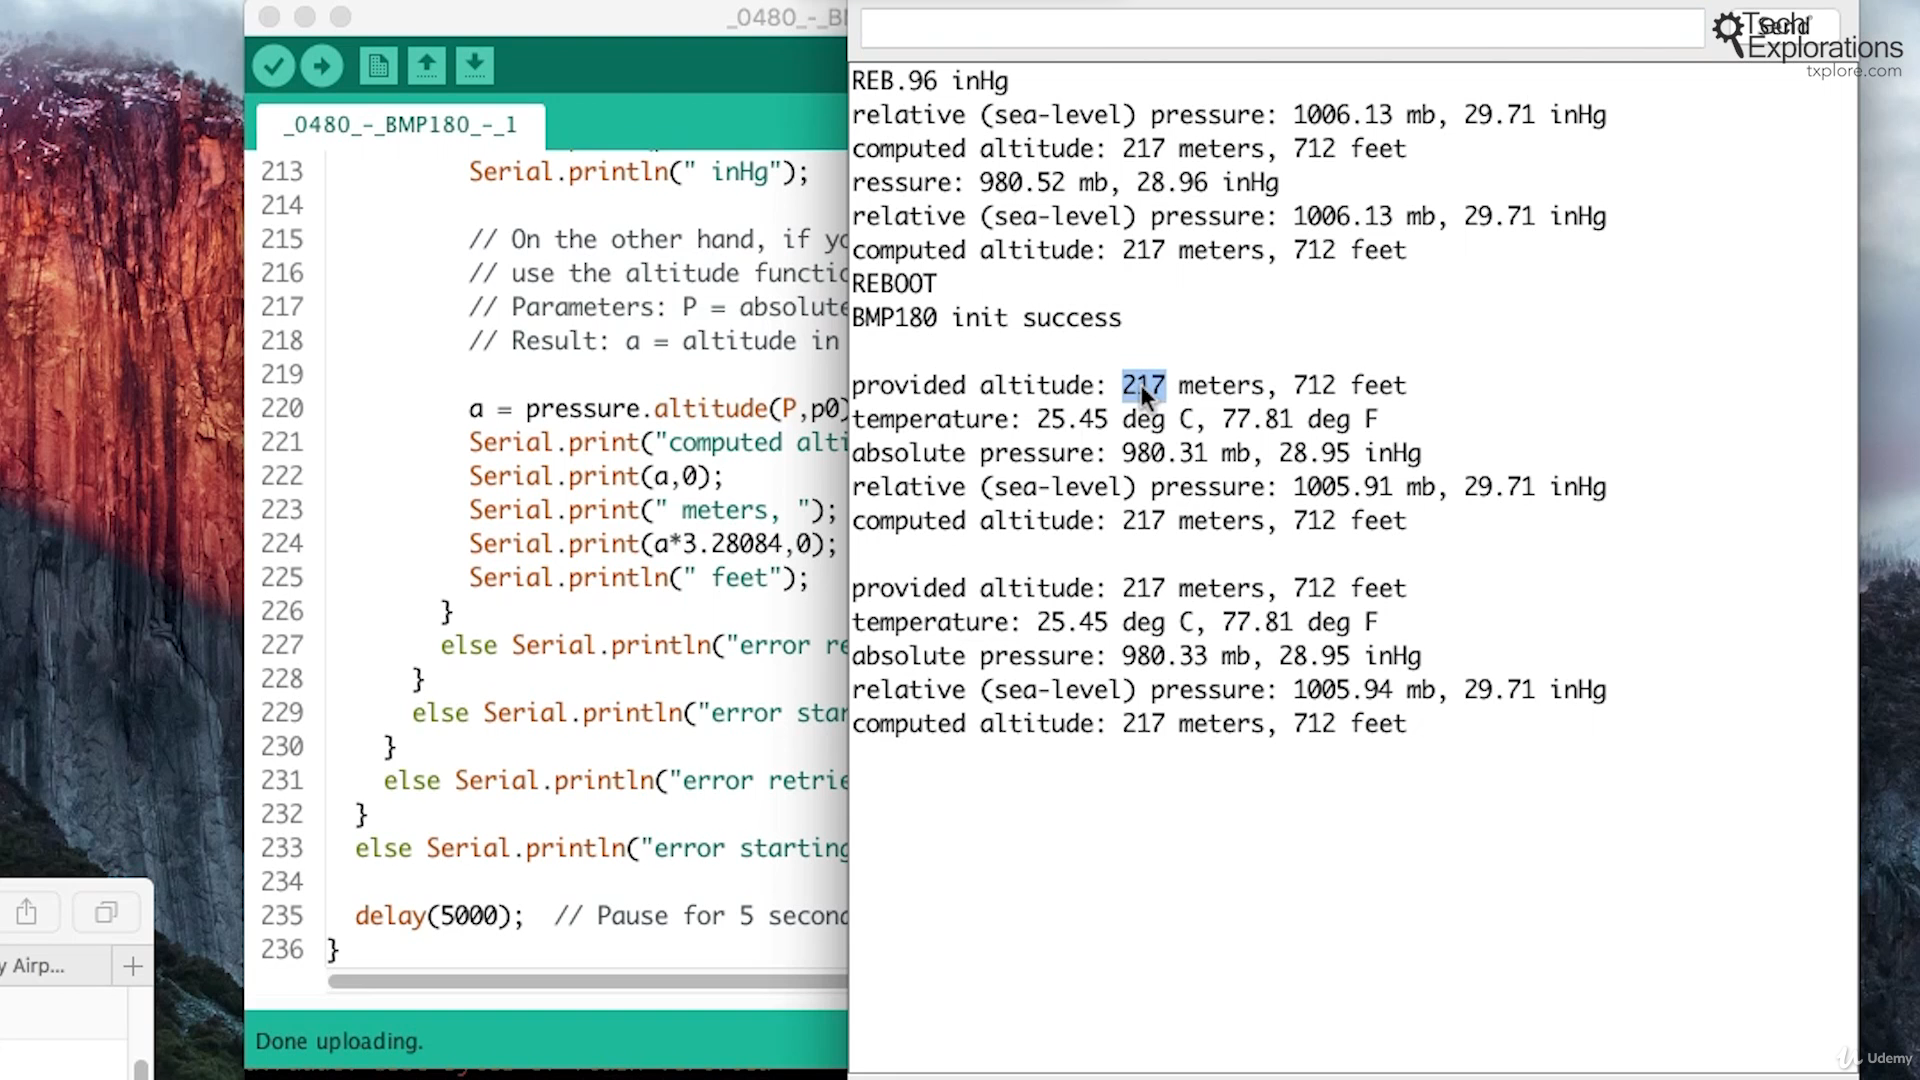 _0480_-_BM
Send
Tech
Explorations
txplore.com
_0480_-_BMP180_-_1
213 Serial.println(" inHg");
214
215 // On the other hand, if yo
216 // use the altitude functio
217 // Parameters: P = absolute
218 // Result: a = altitude in
219
220 a = pressure.altitude(P,p0)
221 Serial.print("computed alti
222 Serial.print(a,0);
223 Serial.print(" meters, ");
224 Serial.print(a*3.28084,0);
225 Serial.println(" feet");
226 }
227 else Serial.println("error re
228 }
229 else Serial.println("error star
230 }
231 else Serial.println("error retrie
232 }
233 else Serial.println("error starting
234
235 delay(5000); // Pause for 5 second
236 }
Done uploading.
y Airp...
REB.96 inHg
relative (sea-level) pressure: 1006.13 mb, 29.71 inHg
computed altitude: 217 meters, 712 feet
ressure: 980.52 mb, 28.96 inHg
relative (sea-level) pressure: 1006.13 mb, 29.71 inHg
computed altitude: 217 meters, 712 feet
REBOOT
BMP180 init success
provided altitude: 217 meters, 712 feet
temperature: 25.45 deg C, 77.81 deg F
absolute pressure: 980.31 mb, 28.95 inHg
relative (sea-level) pressure: 1005.91 mb, 29.71 inHg
computed altitude: 217 meters, 712 feet
provided altitude: 217 meters, 712 feet
temperature: 25.45 deg C, 77.81 deg F
absolute pressure: 980.33 mb, 28.95 inHg
relative (sea-level) pressure: 1005.94 mb, 29.71 inHg
computed altitude: 217 meters, 712 feet
Udemy